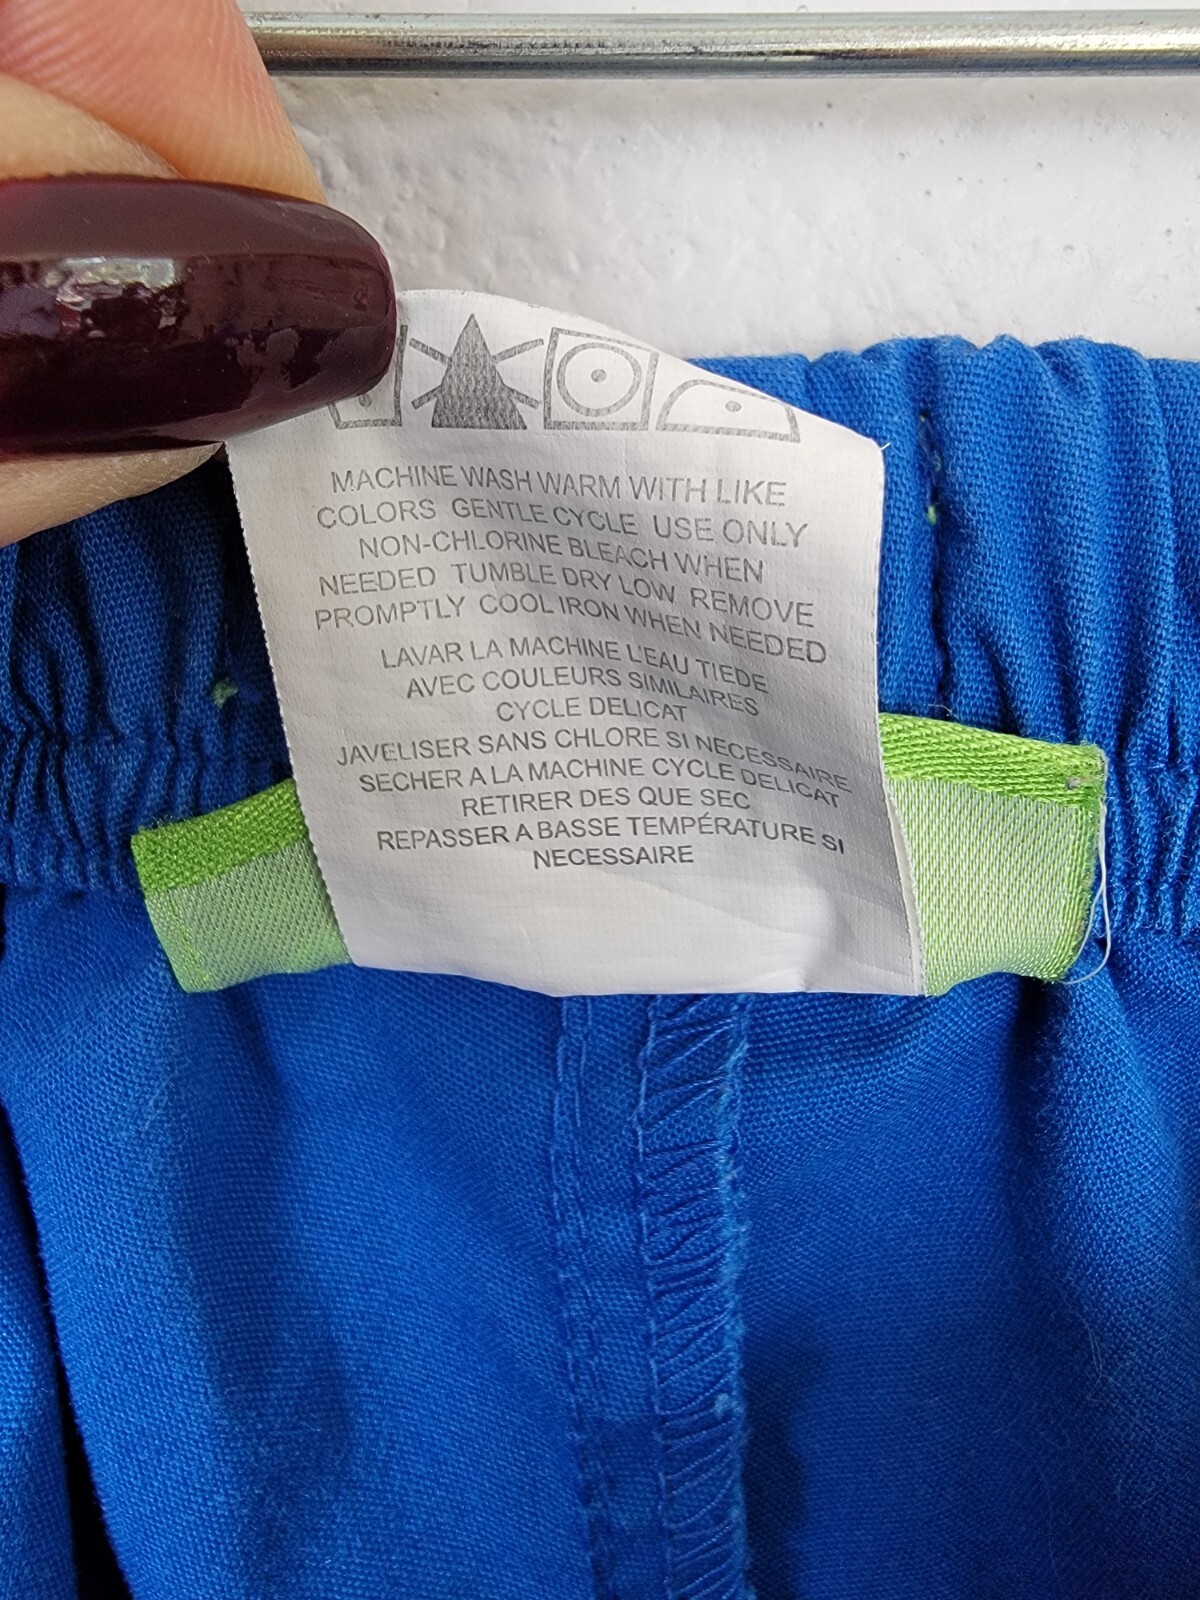 MACHINE WASH WARM WITH LIKE
COLORS GENTLE CYCLE USE ONLY
NON-CHLORINE BLEACH WHEN
NEEDED TUMBLE DRY LOW REMOVE
PROMPTLY COOL IRON WHEN NEEDED
LAVAR LA MACHINE L'EAU TIEDE
AVEC COULEURS SIMILAIRES
CYCLE DELICAT
JAVELISER SANS CHLORE SI NECESSAIRE
SECHER A LA MACHINE CYCLE DELICAT
RETIRER DES QUE SEC
REPASSER A BASSE TEMPÉRATURE SI
NECESSAIRE